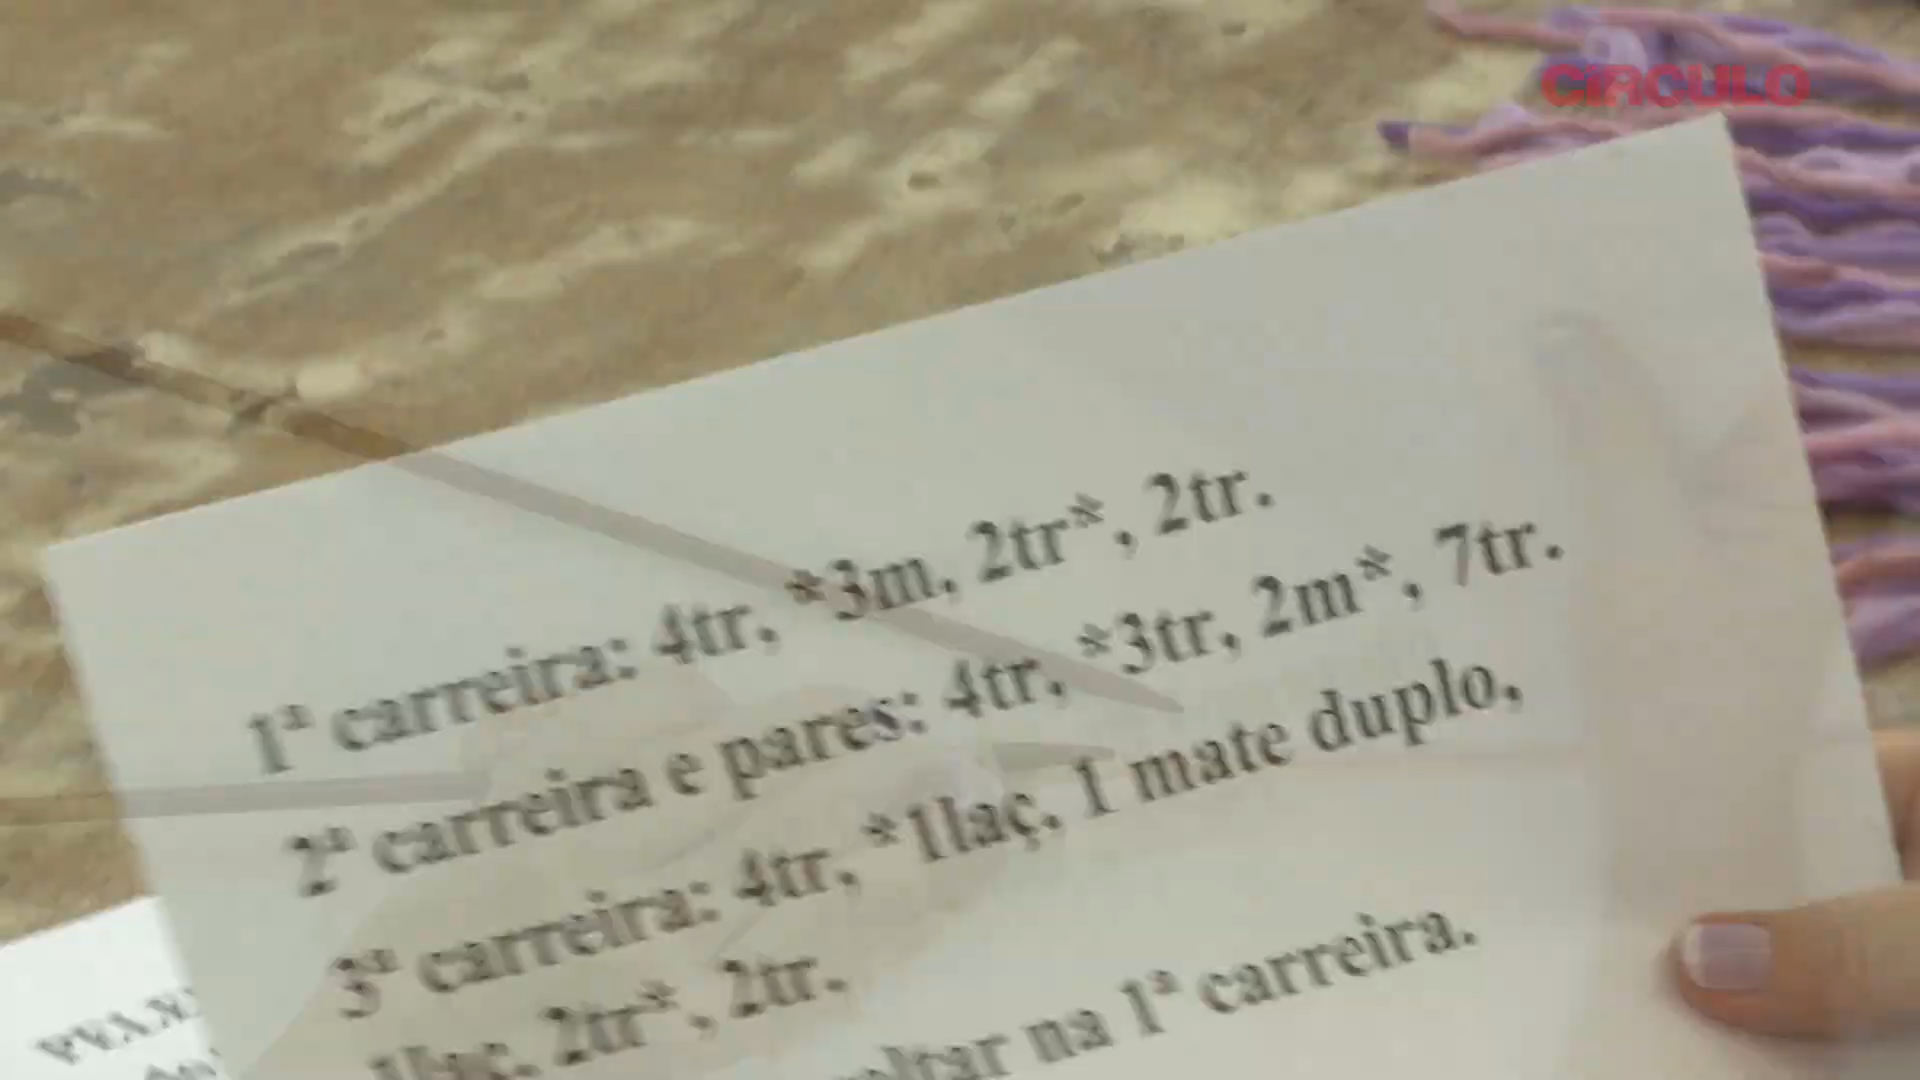 CÍRCULO
1ª carreira: 4tr, *3m, 2tr*, 2tr.
2ª carreira e pares: 4tr, *3tr, 2m*, 7tr.
3ª carreira: 4tr, *1laç, 1 mate duplo,
1laç, 2tr*, 2tr.
na 1ª carreira.